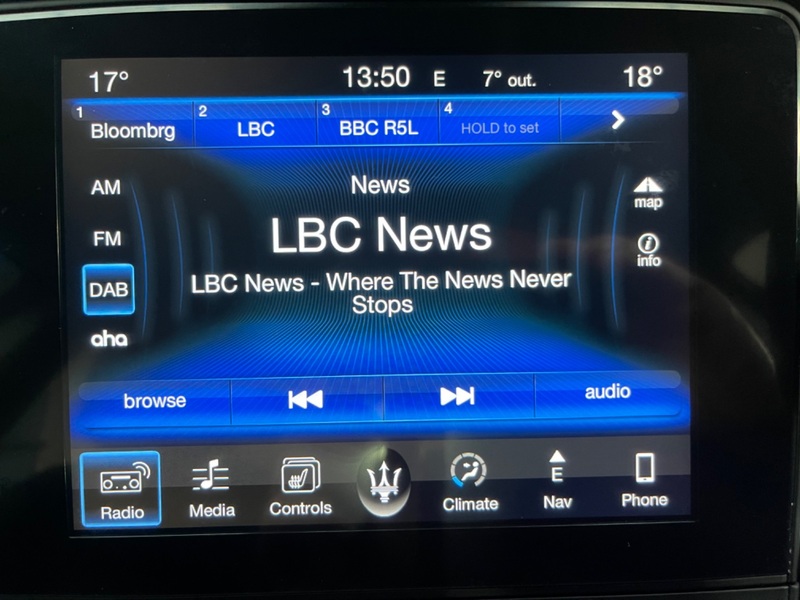 17° 13:50 E 7° out. 18°
1 Bloombrg 2 LBC 3 BBC R5L 4 HOLD to set
AM
FM
DAB
aha
News
LBC News
LBC News - Where The News Never
Stops
map
info
browse audio
Radio Media Controls Climate E Nav Phone